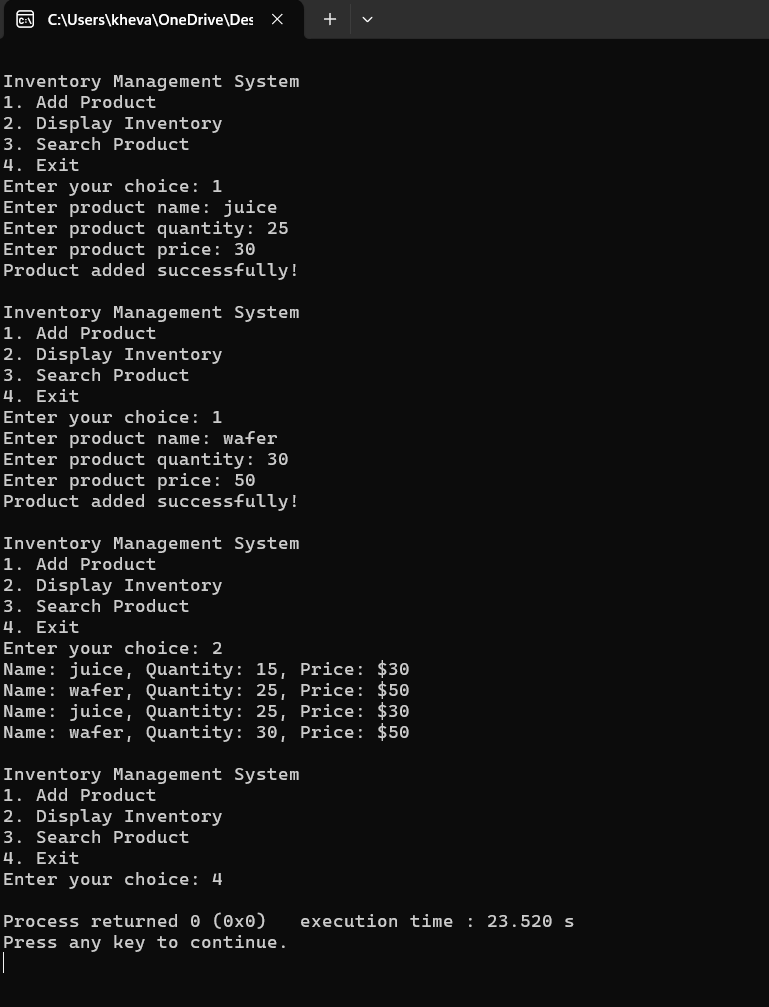 C:\Users\kheva\OneDrive\Des
Inventory Management System
1. Add Product
2. Display Inventory
3. Search Product
4. Exit
Enter your choice: 1
Enter product name: juice
Enter product quantity: 25
Enter product price: 30
Product added successfully!
Inventory Management System
1. Add Product
2. Display Inventory
3. Search Product
4. Exit
Enter your choice: 1
Enter product name: wafer
Enter product quantity: 30
Enter product price: 50
Product added successfully!
Inventory Management System
1. Add Product
2. Display Inventory
3. Search Product
4. Exit
Enter your choice: 2
Name: juice, Quantity: 15, Price: $30
Name: wafer, Quantity: 25, Price: $50
Name: juice, Quantity: 25, Price: $30
Name: wafer, Quantity: 30, Price: $50
Inventory Management System
1. Add Product
2. Display Inventory
3. Search Product
4. Exit
Enter your choice: 4
Process returned 0 (0x0)   execution time : 23.520 s
Press any key to continue.